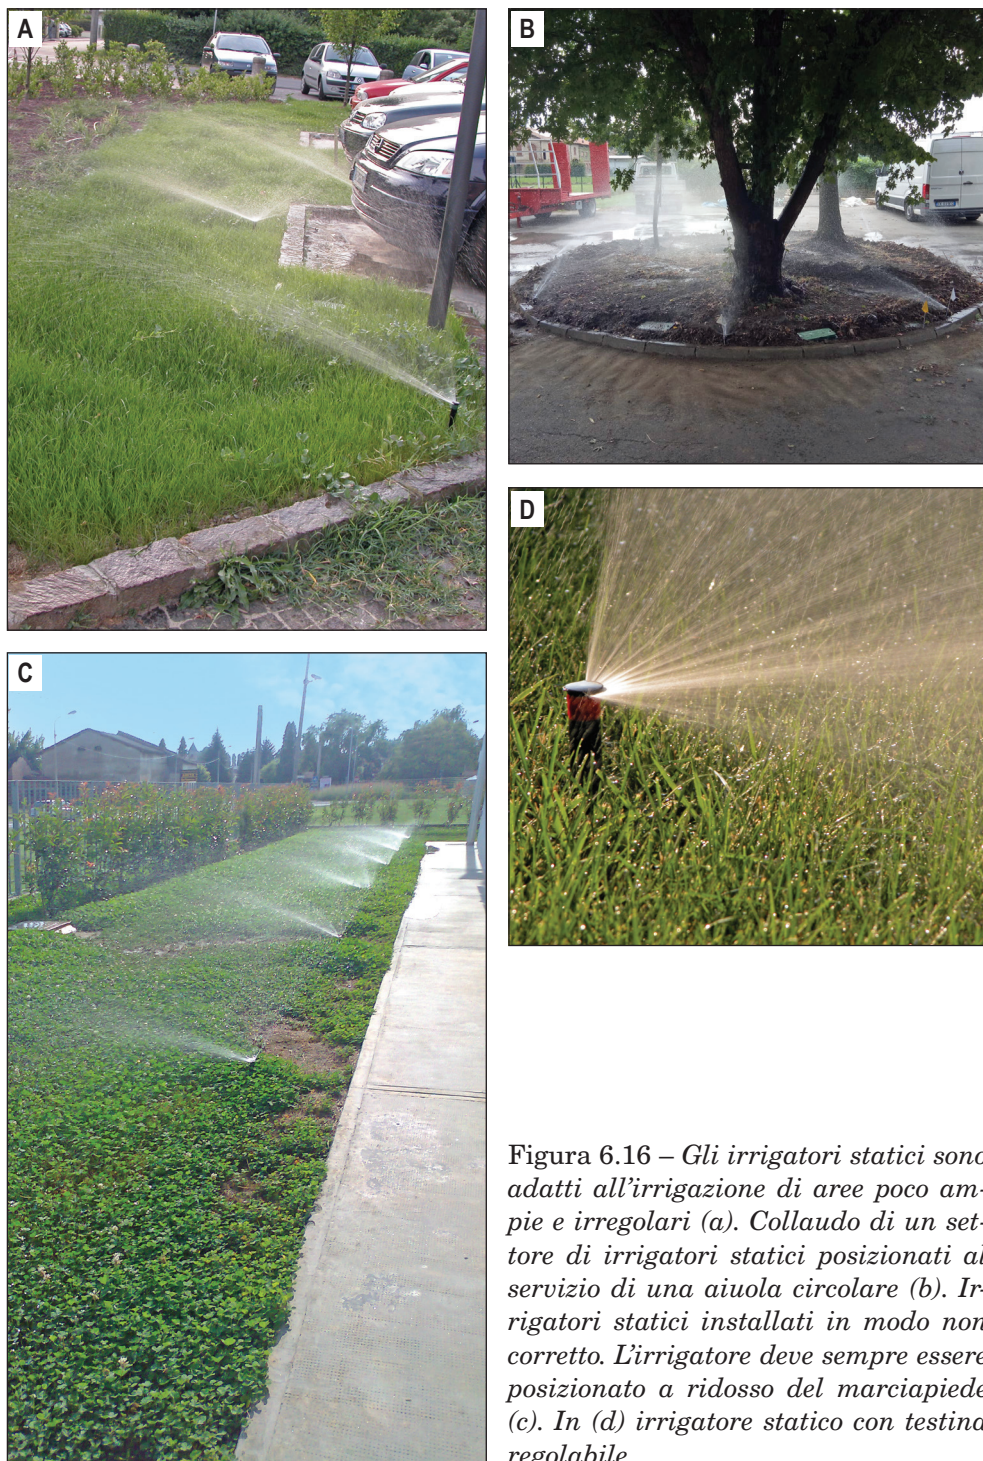 A
B
D
C
Figura 6.16 – Gli irrigatori statici sono
adatti all'irrigazione di aree poco am-
pie e irregolari (a). Collaudo di un set-
tore di irrigatori statici posizionati al
servizio di una aiuola circolare (b). Ir-
rigatori statici installati in modo non
corretto. L'irrigatore deve sempre essere
posizionato a ridosso del marciapiede
(c). In (d) irrigatore statico con testina
regolabile